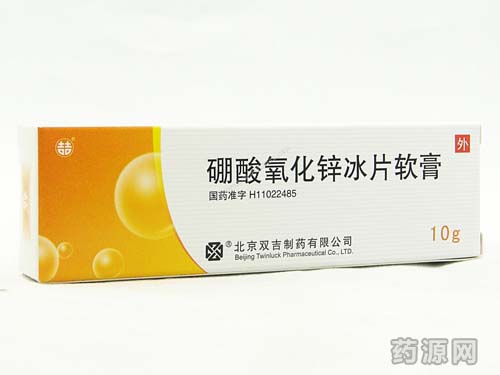 喆
外
硼酸氧化锌冰片软膏
国药准字 H11022485
®北京双吉制药有限公司
Beijing Twinluck Pharmaceutical Co., LTD.
10g
药源网